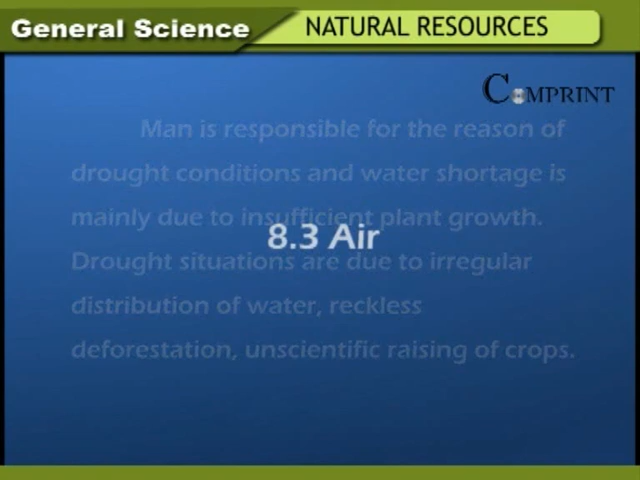 General Science
NATURAL RESOURCES
COMPRINT
Man is responsible for the reason of
drought conditions and water shortage is
mainly due to insufficient plant growth.
8.3 Air
Drought situations are due to irregular
distribution of water, reckless
deforestation, unscientific raising of crops.